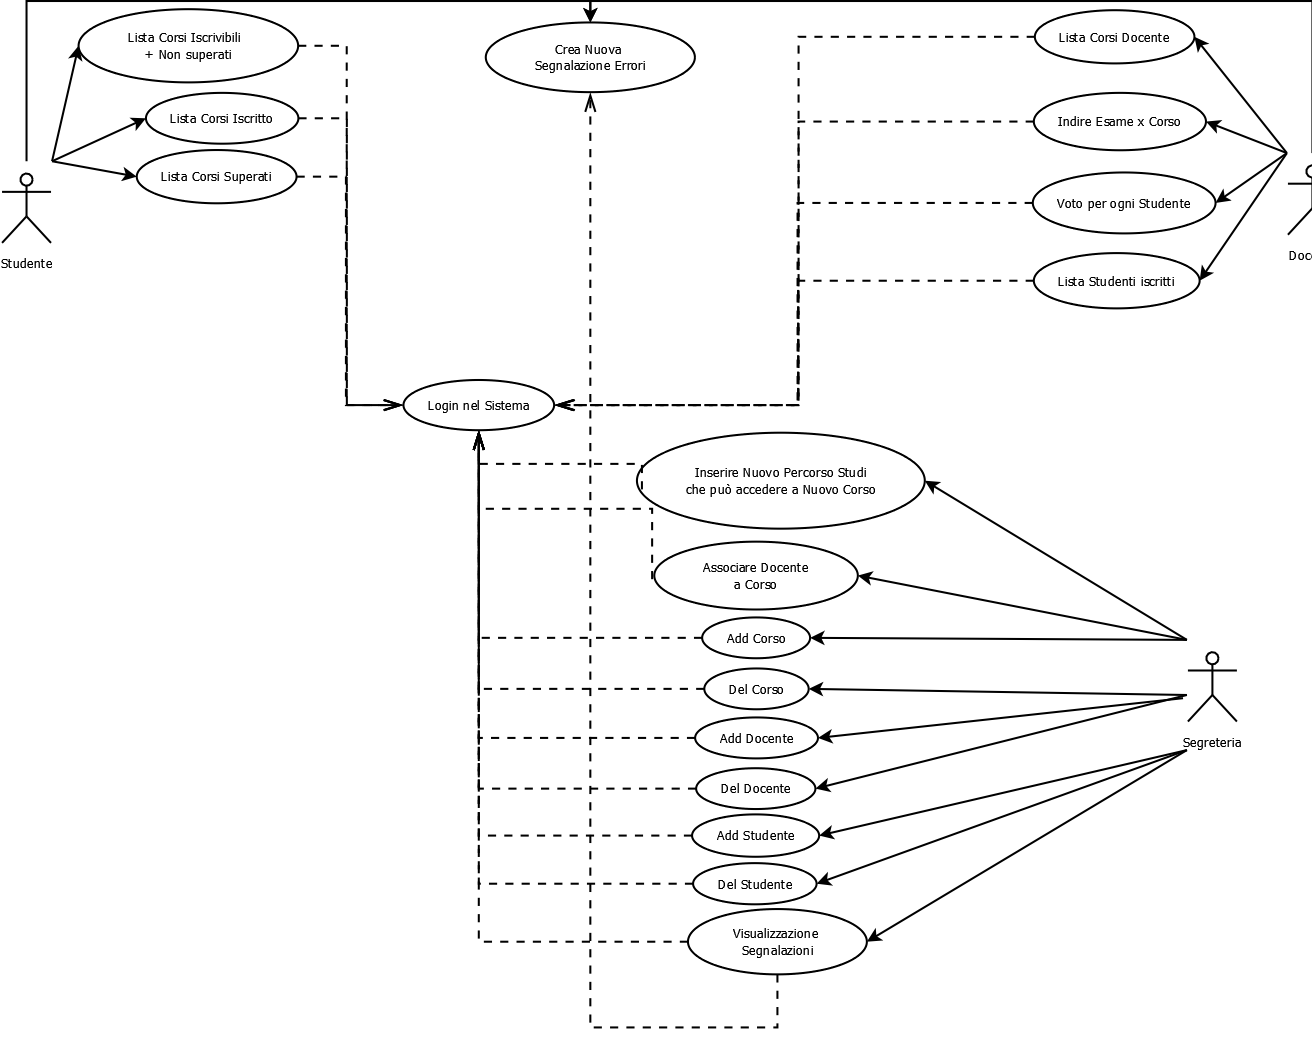 Lista Corsi Iscrivibili
+ Non superati
Crea Nuova
Segnalazione Errori
Lista Corsi Docente
Lista Corsi Iscritto
Indire Esame x Corso
Lista Corsi Superati
Voto per ogni Studente
Studente
Lista Studenti iscritti
Login nel Sistema
Inserire Nuovo Percorso Studi
che può accedere a Nuovo Corso
Associare Docente
a Corso
Add Corso
Del Corso
Add Docente
Segreteria
Del Docente
Add Studente
Del Studente
Visualizzazione
Segnalazioni